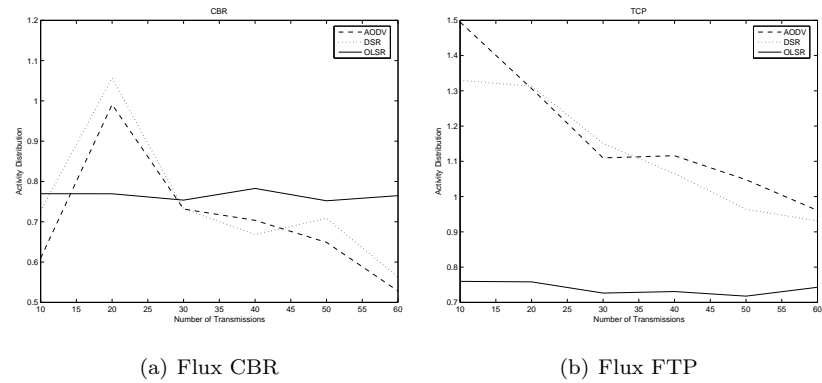 CBR
1.2
1.1
1
0.9
0.8
0.7
0.6
0.5
Activity Distribution
10 15 20 25 30 35 40 45 50 55 60
Number of Transmissions
AODV
DSR
OLSR
(a) Flux CBR
TCP
1.5
1.4
1.3
1.2
1.1
1
0.9
0.8
0.7
Activity Distribution
10 15 20 25 30 35 40 45 50 55 60
Number of Transmissions
AODV
DSR
OLSR
(b) Flux FTP